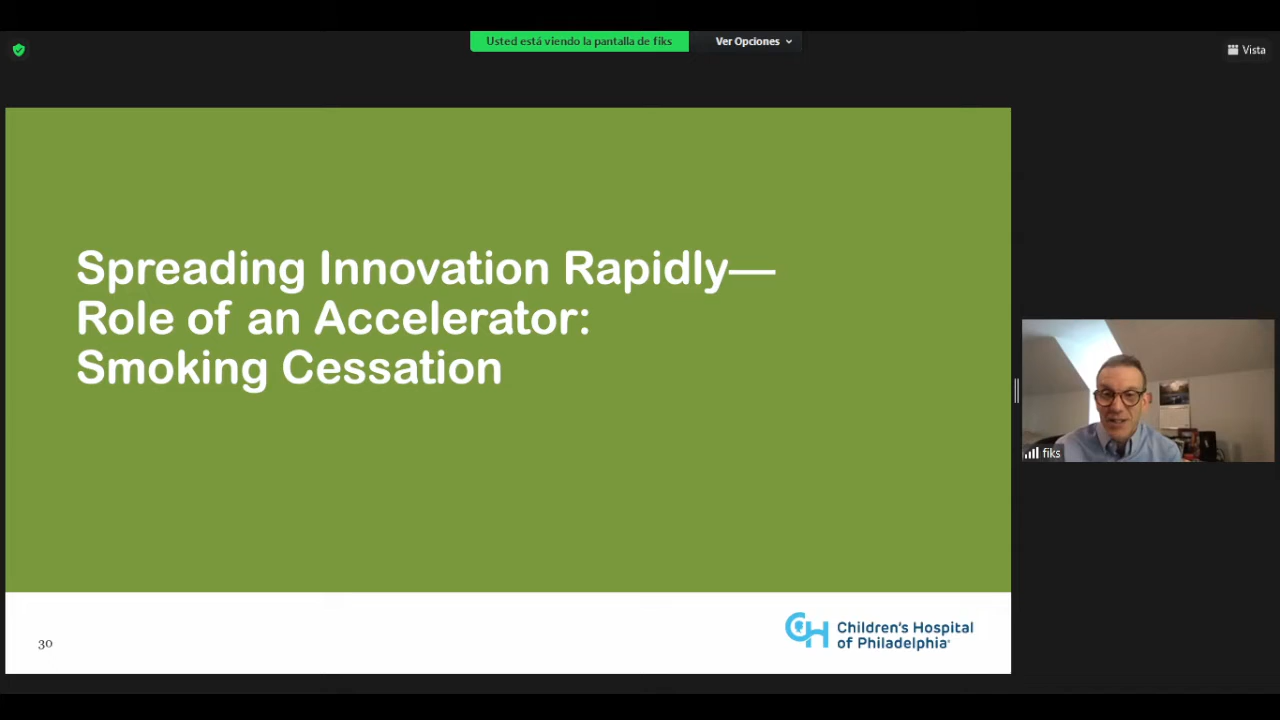 Usted está viendo la pantalla de fiks
Ver Opciones
Vista
Spreading Innovation Rapidly—
Role of an Accelerator:
Smoking Cessation
fiks
30
CH Children's Hospital
of Philadelphia